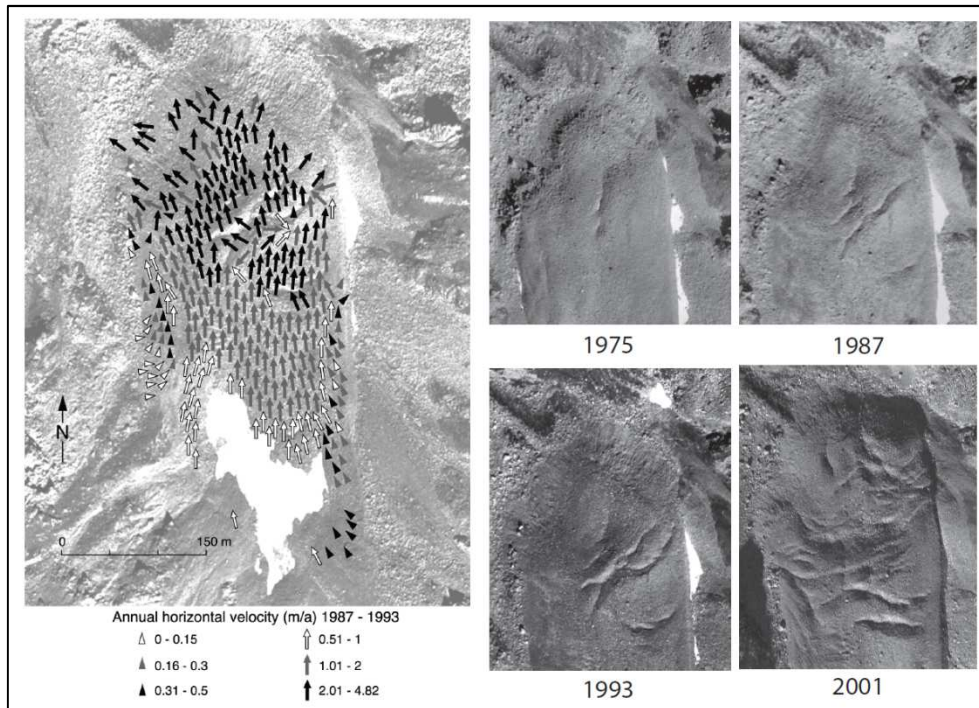 N
0
150 m
Annual horizontal velocity (m/a) 1987 - 1993
0 - 0.15
0.16 - 0.3
0.31 - 0.5
0.51 - 1
1.01 - 2
2.01 - 4.82
1975
1987
1993
2001